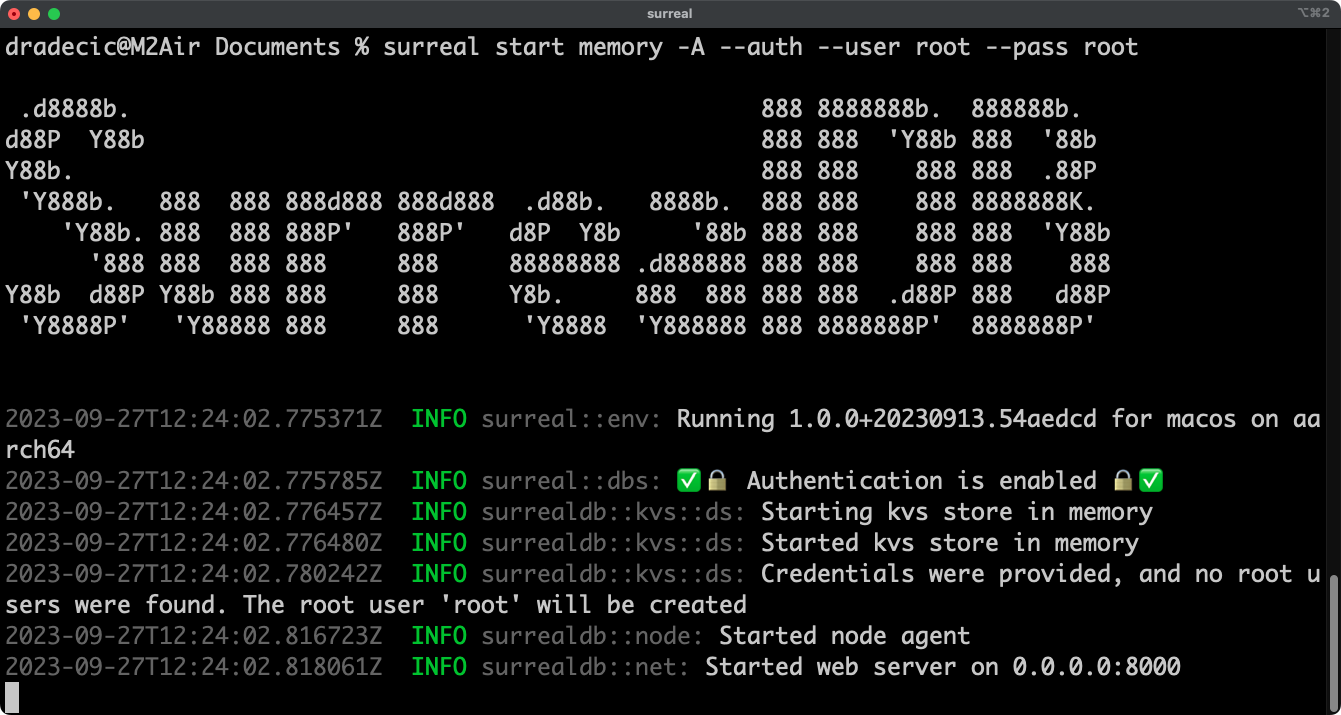 surreal
⌥⌘2
dradecic@M2Air Documents % surreal start memory -A --auth --user root --pass root
 .d8888b.                                             888 8888888b.  888888b.
d88P  Y88b                                            888 888  'Y88b 888  '88b
Y88b.                                                 888 888    888 888  .88P
 'Y888b.   888  888 888d888 888d888  .d88b.   8888b.  888 888    888 8888888K.
    'Y88b. 888  888 888P'   888P'   d8P  Y8b     '88b 888 888    888 888  'Y88b
      '888 888  888 888     888     88888888 .d888888 888 888    888 888    888
Y88b  d88P Y88b 888 888     888     Y8b.     888  888 888 888  .d88P 888   d88P
 'Y8888P'   'Y88888 888     888      'Y8888  'Y888888 888 8888888P'  8888888P'
2023-09-27T12:24:02.775371Z  INFO surreal::env: Running 1.0.0+20230913.54aedcd for macos on aa
rch64
2023-09-27T12:24:02.775785Z  INFO surreal::dbs: ✅🔒 Authentication is enabled 🔒✅
2023-09-27T12:24:02.776457Z  INFO surrealdb::kvs::ds: Starting kvs store in memory
2023-09-27T12:24:02.776480Z  INFO surrealdb::kvs::ds: Started kvs store in memory
2023-09-27T12:24:02.780242Z  INFO surrealdb::kvs::ds: Credentials were provided, and no root u
sers were found. The root user 'root' will be created
2023-09-27T12:24:02.816723Z  INFO surrealdb::node: Started node agent
2023-09-27T12:24:02.818061Z  INFO surrealdb::net: Started web server on 0.0.0.0:8000